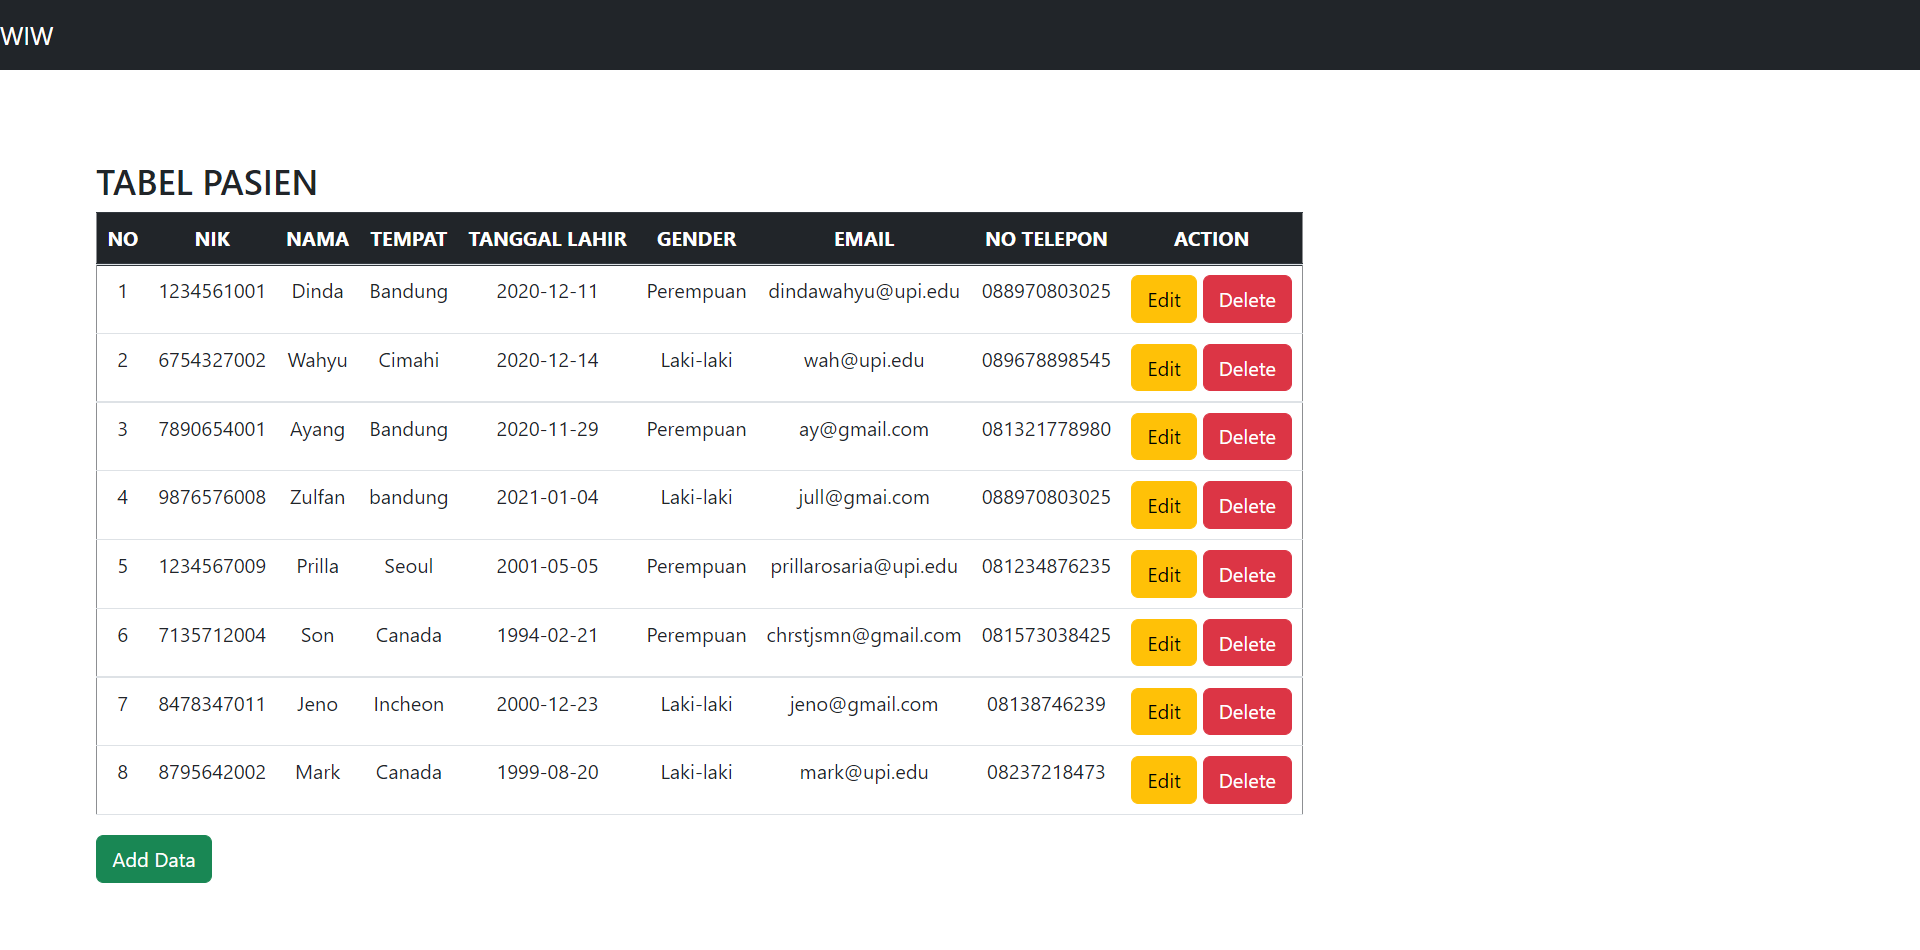 WIW
TABEL PASIEN
NO NIK NAMA TEMPAT TANGGAL LAHIR GENDER EMAIL NO TELEPON ACTION
1 1234561001 Dinda Bandung 2020-12-11 Perempuan dindawahyu@upi.edu 088970803025 Edit Delete
2 6754327002 Wahyu Cimahi 2020-12-14 Laki-laki wah@upi.edu 089678898545 Edit Delete
3 7890654001 Ayang Bandung 2020-11-29 Perempuan ay@gmail.com 081321778980 Edit Delete
4 9876576008 Zulfan bandung 2021-01-04 Laki-laki jull@gmai.com 088970803025 Edit Delete
5 1234567009 Prilla Seoul 2001-05-05 Perempuan prillarosaria@upi.edu 081234876235 Edit Delete
6 7135712004 Son Canada 1994-02-21 Perempuan chrstjsmn@gmail.com 081573038425 Edit Delete
7 8478347011 Jeno Incheon 2000-12-23 Laki-laki jeno@gmail.com 08138746239 Edit Delete
8 8795642002 Mark Canada 1999-08-20 Laki-laki mark@upi.edu 08237218473 Edit Delete
Add Data